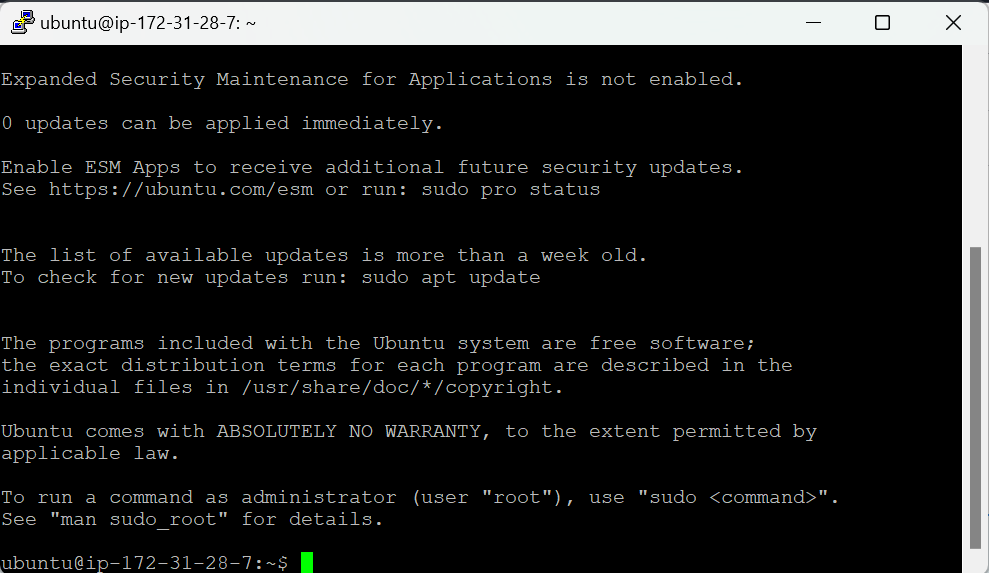 ubuntu@ip-172-31-28-7: ~
Expanded Security Maintenance for Applications is not enabled.
0 updates can be applied immediately.
Enable ESM Apps to receive additional future security updates.
See https://ubuntu.com/esm or run: sudo pro status
The list of available updates is more than a week old.
To check for new updates run: sudo apt update
The programs included with the Ubuntu system are free software;
the exact distribution terms for each program are described in the
individual files in /usr/share/doc/*/copyright.
Ubuntu comes with ABSOLUTELY NO WARRANTY, to the extent permitted by
applicable law.
To run a command as administrator (user "root"), use "sudo <command>".
See "man sudo_root" for details.
ubuntu@ip-172-31-28-7:~$